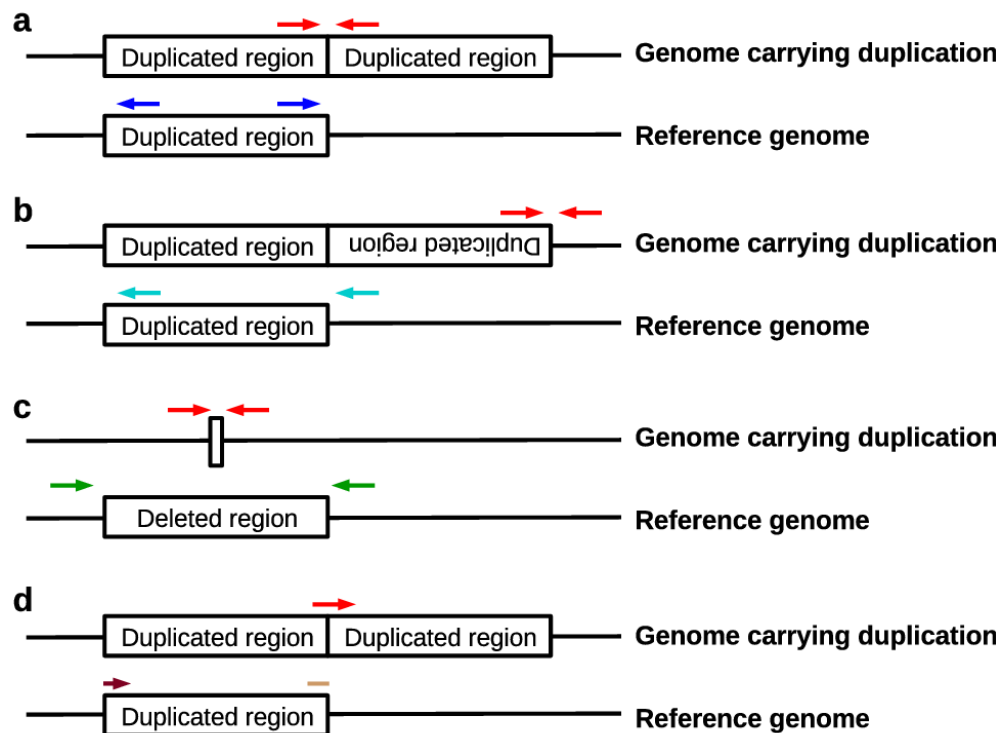 a
Duplicated region Duplicated region Genome carrying duplication
Duplicated region Reference genome
b
Duplicated region Duplicated region Genome carrying duplication
Duplicated region Reference genome
c
Genome carrying duplication
Deleted region Reference genome
d
Duplicated region Duplicated region Genome carrying duplication
Duplicated region Reference genome